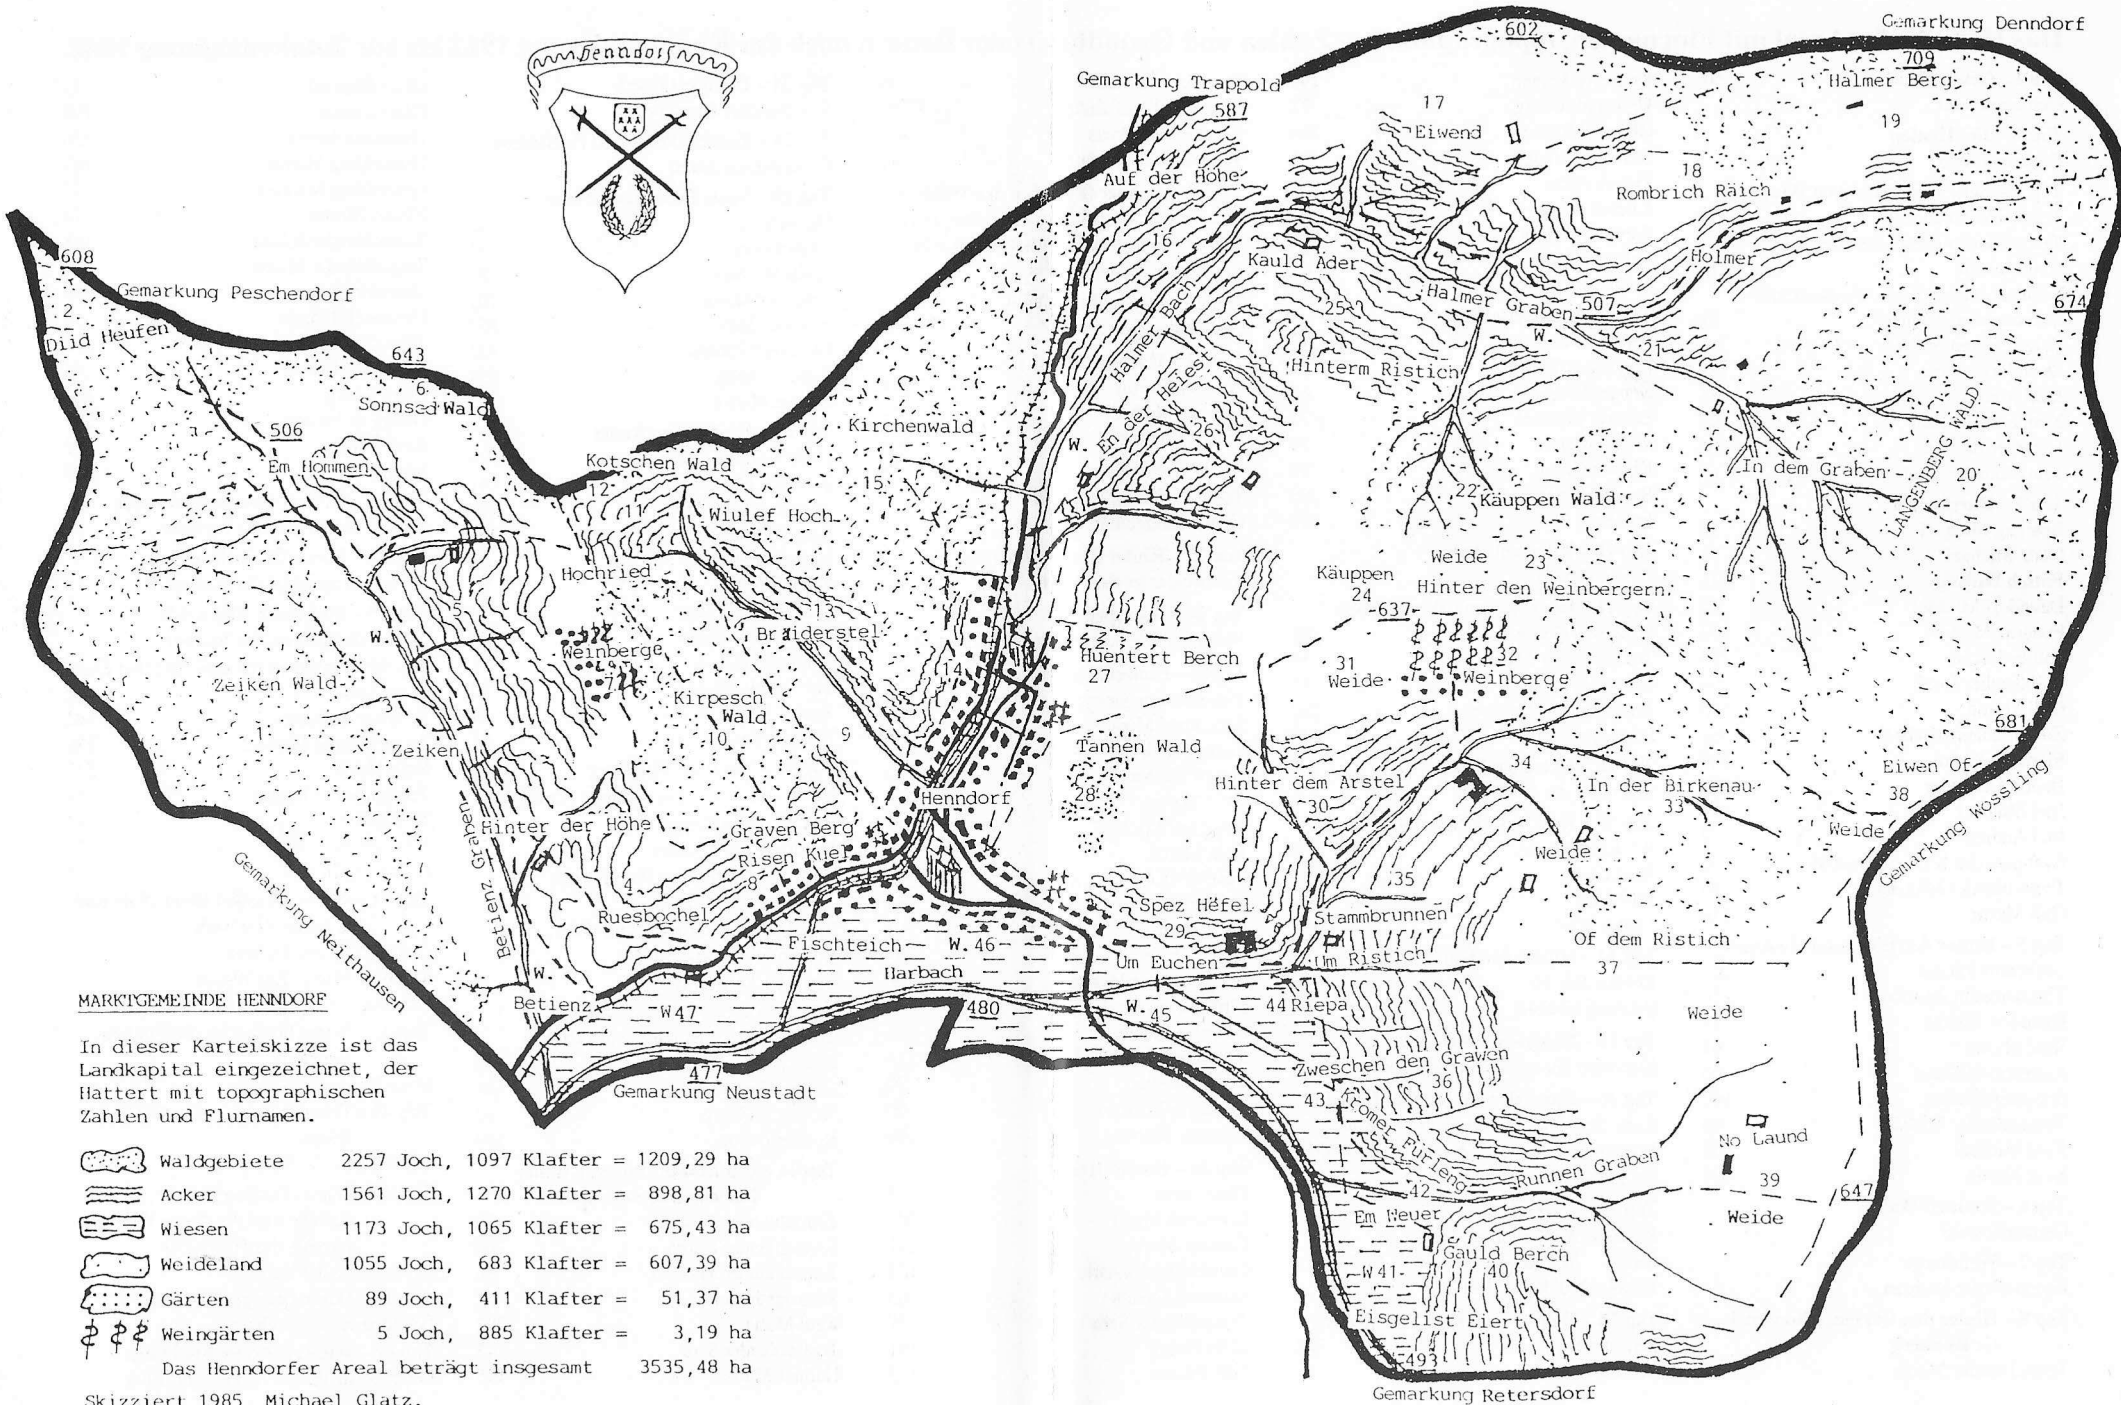 Henndorf
Gemarkung Denndorf
602
709
Halmer Berg
Gemarkung Trappold
587
17
Eiwend
19
18
Rombrich Räich
Auf der Höhe
608
Gemarkung Peschendorf
2
Diid Heufen
16
Kauld Ader
Holmer
Halmer Bach
Halmer Graben
507
674
25
W.
21
643
6
Sonnsed Wald
Hinterm Ristich
En der Helest
26
Kirchenwald
W.
506
Em Hommen
Kotschen Wald
12
11
Wiulef Hoch
15
In dem Graben
20
LANGENBERG WALD
22
Käuppen Wald
Hochried
5
W.
13
Braiderstel
Weide
23
Käuppen
24
Hinter den Weinbergern
637
Weinberge
7
14
Huentert Berch
27
31
Weide
32
Weinberge
Zeiken Wald
3
1
Zeiken
Kirpesch
Wald
10
9
681
Tannen Wald
28
Hinter dem Arstel
30
34
In der Birkenau
33
Eiwen Of
38
Weide
Gemarkung Wossling
Henndorf
Betienz Graben
Hinter der Höhe
Graven Berg
Risen Kuel
8
4
Ruesbochel
Weide
35
Gemarkung Neithausen
Spez Hëfel
29
Stammbrunnen
Fischteich
W. 46
Um Euchen
Um Ristich
Of dem Ristich
37
Harbach
W.
Betienz
W 47
480
W.
45
44
Riepa
Weide
477
Gemarkung Neustadt
Zweschen den Grawen
36
43
Kromer Furleng
Runnen Graben
No Laund
39
647
Weide
42
Em Heuer
Gauld Berch
40
W 41
Eisgelist Eiert
493
Gemarkung Retersdorf
MARKTGEMEINDE HENNDORF
In dieser Karteiskizze ist das
Landkapital eingezeichnet, der
Hattert mit topographischen
Zahlen und Flurnamen.
Waldgebiete 2257 Joch, 1097 Klafter = 1209,29 ha
Acker 1561 Joch, 1270 Klafter = 898,81 ha
Wiesen 1173 Joch, 1065 Klafter = 675,43 ha
Weideland 1055 Joch, 683 Klafter = 607,39 ha
Gärten 89 Joch, 411 Klafter = 51,37 ha
Weingärten 5 Joch, 885 Klafter = 3,19 ha
Das Henndorfer Areal beträgt insgesamt 3535,48 ha
Skizziert 1985 Michael Glatz.